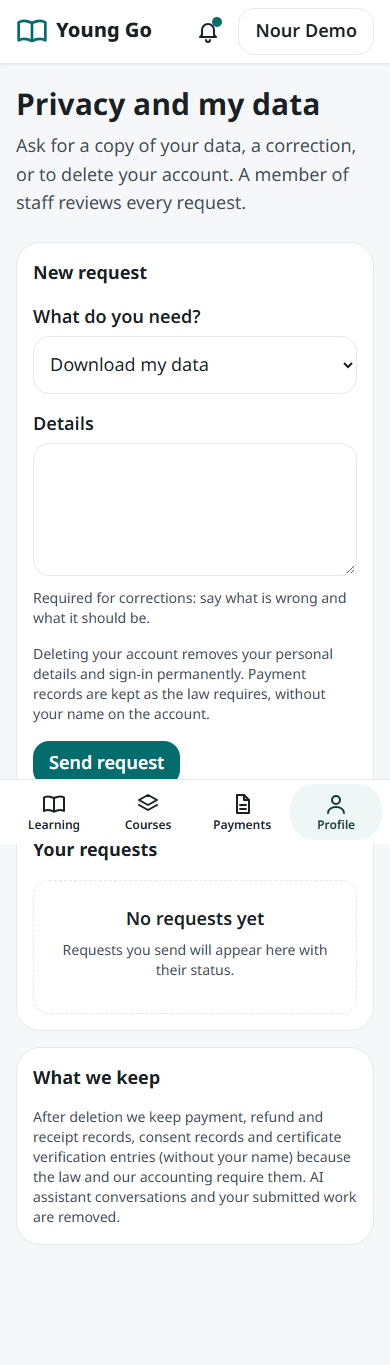 Young Go
Nour Demo
Privacy and my data
Ask for a copy of your data, a correction,
or to delete your account. A member of
staff reviews every request.
New request
What do you need?
Download my data
Details
Required for corrections: say what is wrong and
what it should be.
Deleting your account removes your personal
details and sign-in permanently. Payment
records are kept as the law requires, without
your name on the account.
Send request
Learning
Courses
Payments
Profile
Your requests
No requests yet
Requests you send will appear here with
their status.
What we keep
After deletion we keep payment, refund and
receipt records, consent records and certificate
verification entries (without your name) because
the law and our accounting require them. AI
assistant conversations and your submitted work
are removed.